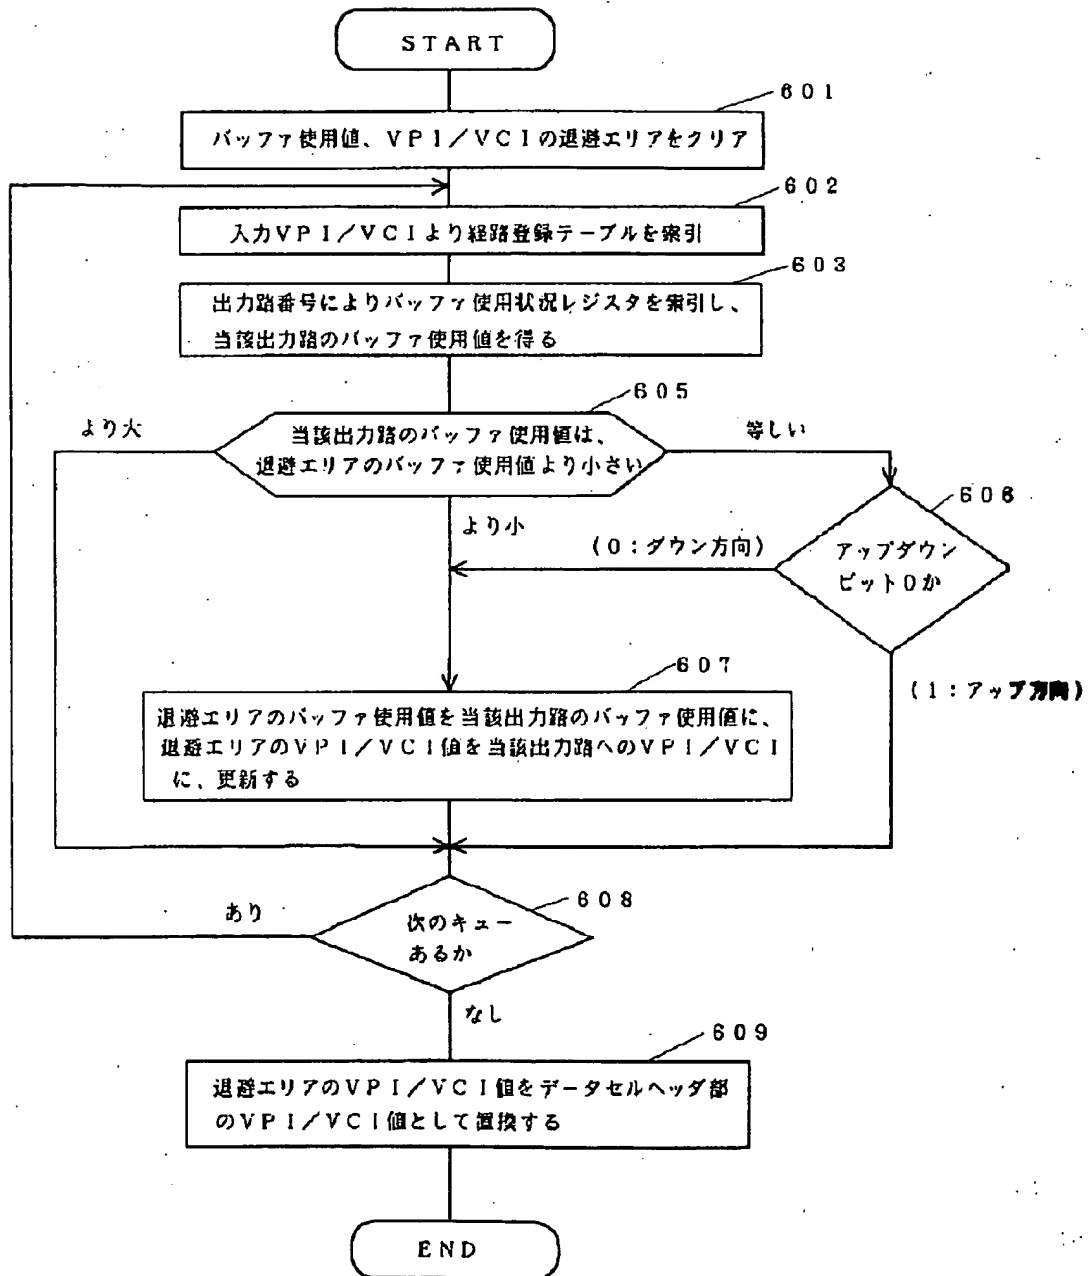 START
601
バッファ使用値、VPI/VCIの退避エリアをクリア
602
入力VPI/VCIより経路登録テーブルを索引
603
出力路番号によりバッファ使用状況レジスタを索引し、
当該出力路のバッファ使用値を得る
605
より大
当該出力路のバッファ使用値は、
退避エリアのバッファ使用値より小さい
等しい
606
より小
(0:ダウン方向)
アップダウン
ビット0か
607
(1:アップ方向)
退避エリアのバッファ使用値を当該出力路のバッファ使用値に、
退避エリアのVPI/VCI値を当該出力路へのVPI/VCI
に、更新する
608
あり
次のキュー
あるか
なし
609
退避エリアのVPI/VCI値をデータセルヘッダ部
のVPI/VCI値として置換する
END